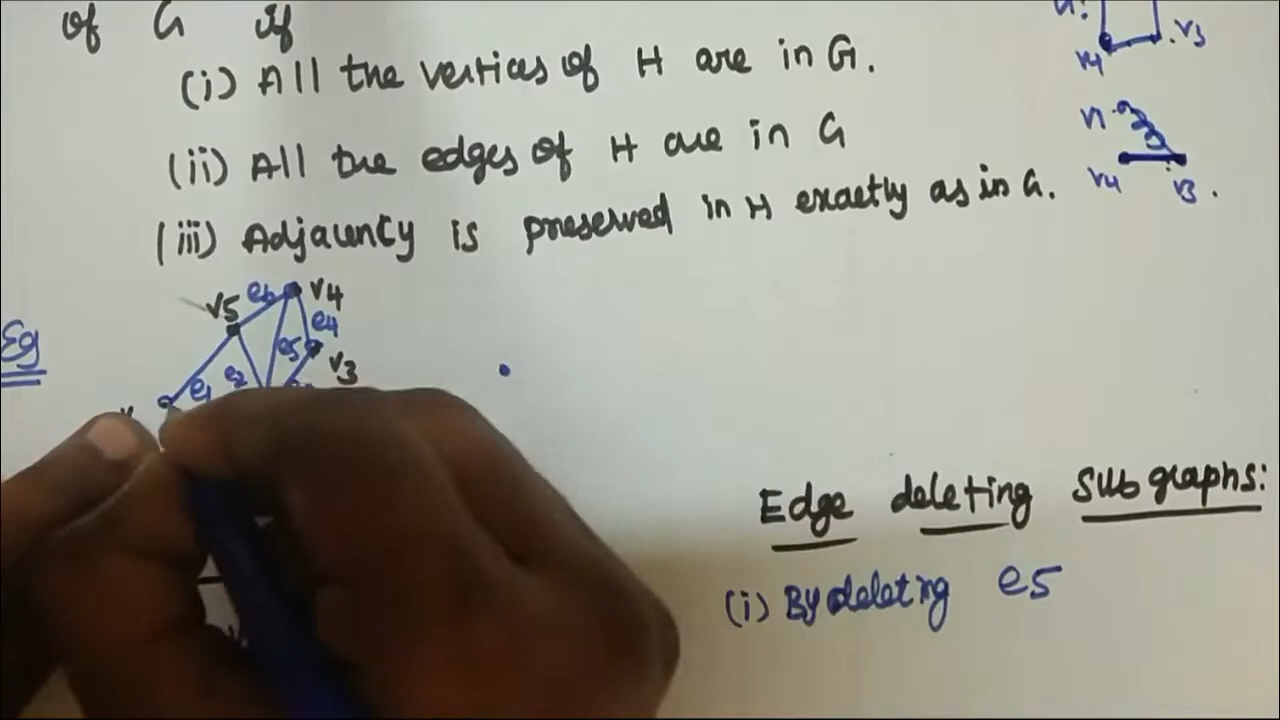 of G if
(i) All the vertices of H are in G.
(ii) All the edges of H are in G
(iii) Adjacency is preserved in H exactly as in G.
G:
v4 v3
v1
v4 v3.
Eg
v5 e6 v4
e4
e5
v3
e2
e1
Edge deleting Subgraphs:
(i) By deleting e5